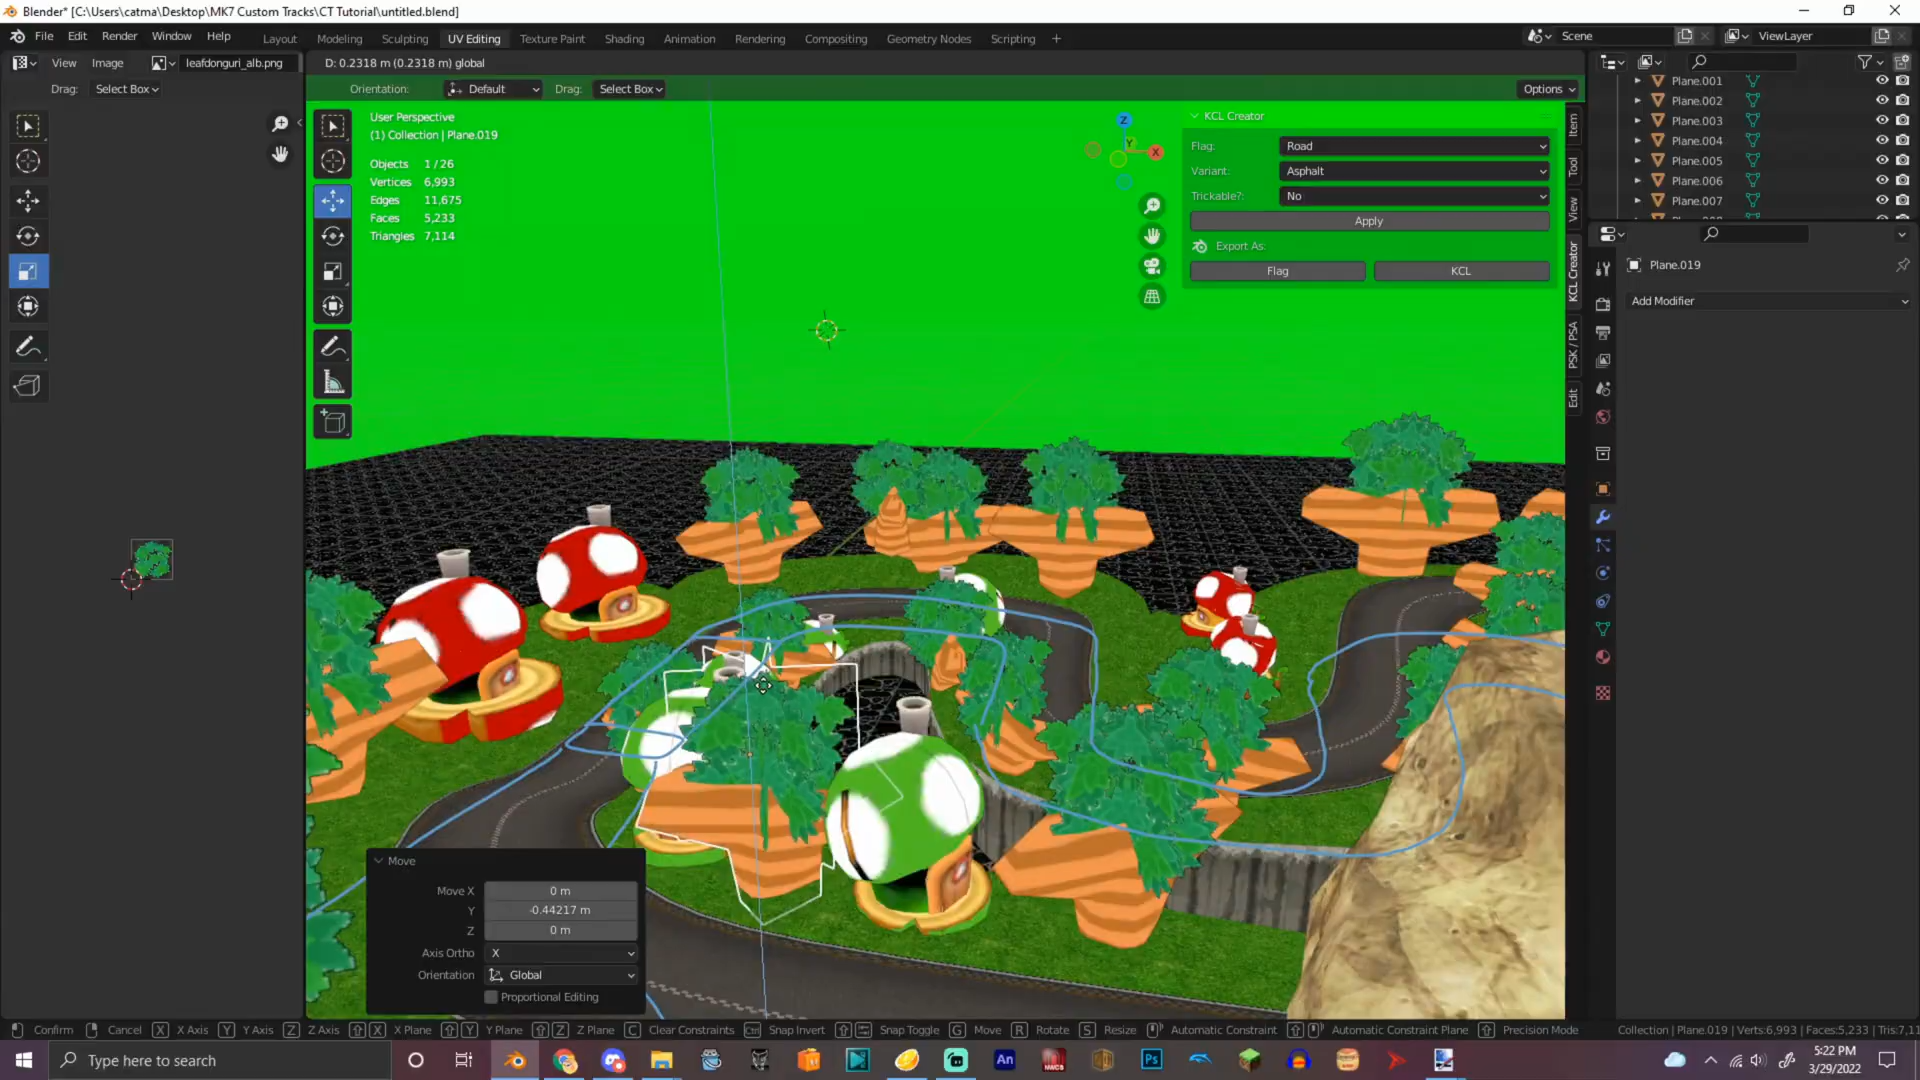 Blender* [C:\Users\catma\Desktop\MK7 Custom Tracks\CT Tutorial\untitled.blend]
File Edit Render Window Help Layout Modeling Sculpting UV Editing Texture Paint Shading Animation Rendering Compositing Geometry Nodes Scripting + Scene ViewLayer
View Image leafdonguri_alb.png D: 0.2318 m (0.2318 m) global
Drag: Select Box Orientation: Default Drag: Select Box Options
User Perspective
(1) Collection | Plane.019
Objects 1 / 26
Vertices 6,993
Edges 11,675
Faces 5,233
Triangles 7,114
Z
Y
X
KCL Creator
Flag: Road
Variant: Asphalt
Trickable?: No
Apply
Export As:
Flag KCL
Item
Tool
View
KCL Creator
PSK / PSA
Edit
Plane.001
Plane.002
Plane.003
Plane.004
Plane.005
Plane.006
Plane.007
Plane.019
Add Modifier
Move
Move X 0 m
Y -0.44217 m
Z 0 m
Axis Ortho X
Orientation Global
Proportional Editing
Confirm Cancel X X Axis Y Y Axis Z Z Axis X X Plane Y Y Plane Z Z Plane C Clear Constraints Ctrl Snap Invert Snap Toggle G Move R Rotate S Resize Automatic Constraint Automatic Constraint Plane Precision Mode Collection | Plane.019 | Verts:6,993 | Faces:5,233 | Tris:7,11
Type here to search An NWCS Ps 5:22 PM
3/29/2022